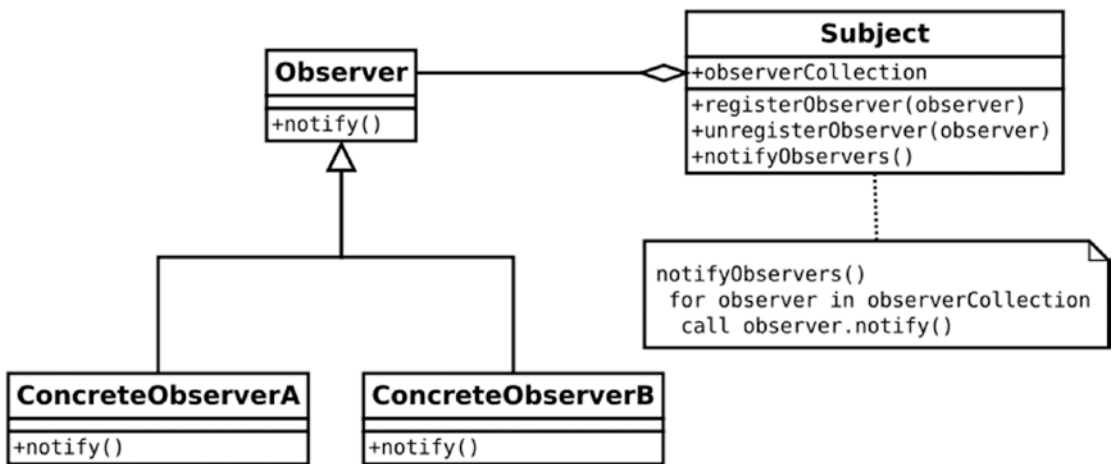 Subject
+observerCollection
+registerObserver(observer)
+unregisterObserver(observer)
+notifyObservers()
Observer
+notify()
notifyObservers()
for observer in observerCollection
call observer.notify()
ConcreteObserverA
+notify()
ConcreteObserverB
+notify()